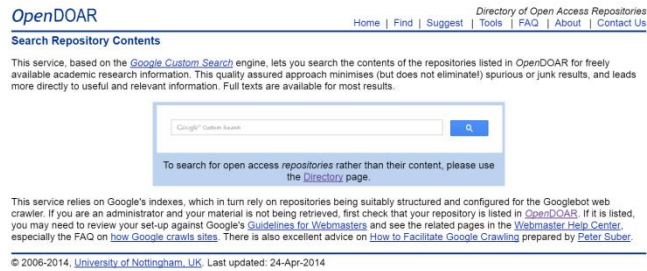 OpenDOAR
Directory of Open Access Repositories
Home | Find | Suggest | Tools | FAQ | About | Contact Us
Search Repository Contents
This service, based on the Google Custom Search engine, lets you search the contents of the repositories listed in OpenDOAR for freely
available academic research information. This quality assured approach minimises (but does not eliminate!) spurious or junk results, and leads
more directly to useful and relevant information. Full texts are available for most results.
Google™ Custom Search
To search for open access repositories rather than their content, please use
the Directory page.
This service relies on Google's indexes, which in turn rely on repositories being suitably structured and configured for the Googlebot web
crawler. If you are an administrator and your material is not being retrieved, first check that your repository is listed in OpenDOAR. If it is listed,
you may need to review your set-up against Google's Guidelines for Webmasters and see the related pages in the Webmaster Help Center,
especially the FAQ on how Google crawls sites. There is also excellent advice on How to Facilitate Google Crawling prepared by Peter Suber.
© 2006-2014, University of Nottingham, UK. Last updated: 24-Apr-2014